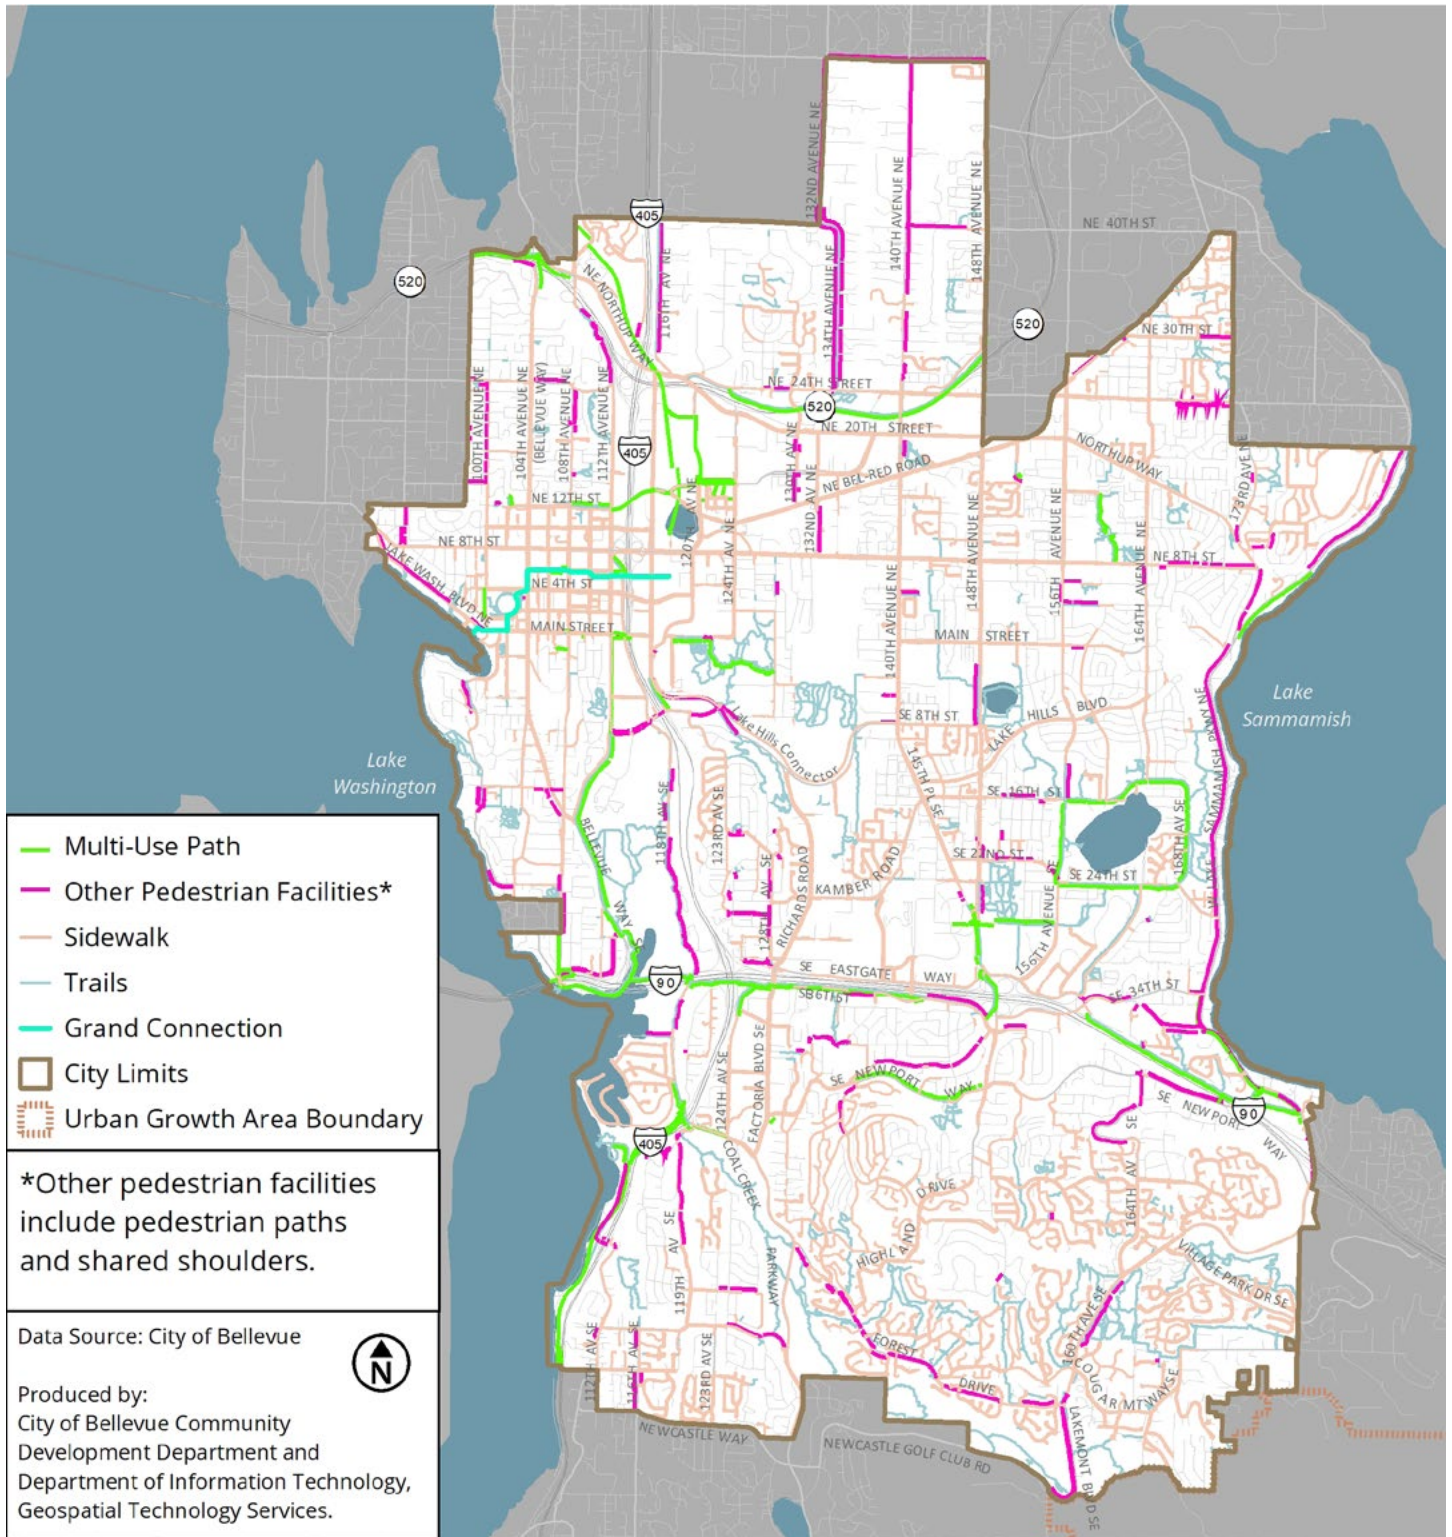 132ND AVENUE NE
140TH AVENUE NE
148TH AVENUE NE
405
NE 40TH ST
520
NE NORTHUP WAY
116TH AV NE
134TH AVENUE NE
520
NE 30TH ST
NE 24TH STREET
520
100TH AVENUE NE
104TH AVENUE NE
(BELLEVUE WAY)
108TH AVENUE NE
112TH AVENUE NE
NE 20TH STREET
NORTHUP WAY
405
130TH AV NE
132ND AV NE
NE BEL-RED ROAD
173RD AVE NE
NE 12TH ST
120TH AV NE
124TH AV NE
NE 8TH ST
148TH AVENUE NE
156TH AVENUE NE
164TH AVENUE NE
NE 8TH ST
LAKE WASH BLVD NE
NE 4TH ST
140TH AVENUE NE
MAIN STREET
MAIN STREET
Lake
Sammamish
SE 8TH ST
LAKE HILLS BLVD
Lake Hills Connector
Lake
Washington
145TH PL SE
SE 16TH ST
W LAKE SAMMAMISH PKWY NE
168TH AV SE
BELLEVUE WAY SE
118TH AV SE
123RD AV SE
128TH AV SE
RICHARDS ROAD
KAMBER ROAD
SE 22ND ST
SE 24TH ST
156TH AVENUE SE
SE EASTGATE WAY
90
SE 34TH ST
124TH AV SE
FACTORIA BLVD SE
SE NEWPORT WAY
SE NEWPORT WAY
90
405
COAL CREEK PARKWAY
HIGHLAND DRIVE
164TH AV SE
VILLAGE PARK DR SE
119TH AV SE
160TH AVE SE
FOREST DRIVE
COUGAR MT WAY SE
112TH AV SE
116TH AV SE
123RD AV SE
LAKEMONT BLVD SE
NEWCASTLE WAY
NEWCASTLE GOLF CLUB RD
Multi-Use Path
Other Pedestrian Facilities*
Sidewalk
Trails
Grand Connection
City Limits
Urban Growth Area Boundary
*Other pedestrian facilities
include pedestrian paths
and shared shoulders.
Data Source: City of Bellevue
N
Produced by:
City of Bellevue Community
Development Department and
Department of Information Technology,
Geospatial Technology Services.